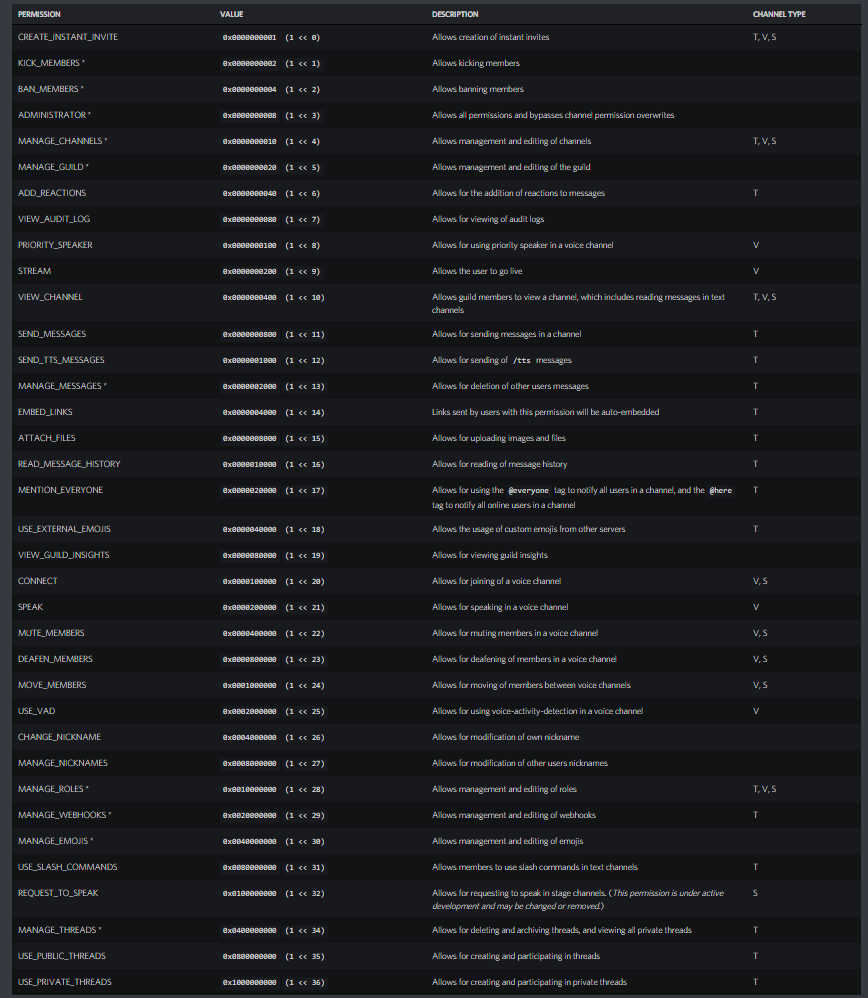 PERMISSION VALUE DESCRIPTION CHANNEL TYPE
CREATE_INSTANT_INVITE 0x0000000001 (1 << 0) Allows creation of instant invites T, V, S
KICK_MEMBERS * 0x0000000002 (1 << 1) Allows kicking members
BAN_MEMBERS * 0x0000000004 (1 << 2) Allows banning members
ADMINISTRATOR * 0x0000000008 (1 << 3) Allows all permissions and bypasses channel permission overwrites
MANAGE_CHANNELS * 0x0000000010 (1 << 4) Allows management and editing of channels T, V, S
MANAGE_GUILD * 0x0000000020 (1 << 5) Allows management and editing of the guild
ADD_REACTIONS 0x0000000040 (1 << 6) Allows for the addition of reactions to messages T
VIEW_AUDIT_LOG 0x0000000080 (1 << 7) Allows for viewing of audit logs
PRIORITY_SPEAKER 0x0000000100 (1 << 8) Allows for using priority speaker in a voice channel V
STREAM 0x0000000200 (1 << 9) Allows the user to go live V
VIEW_CHANNEL 0x0000000400 (1 << 10) Allows guild members to view a channel, which includes reading messages in text T, V, S
channels
SEND_MESSAGES 0x0000000800 (1 << 11) Allows for sending messages in a channel T
SEND_TTS_MESSAGES 0x0000001000 (1 << 12) Allows for sending of /tts messages T
MANAGE_MESSAGES * 0x0000002000 (1 << 13) Allows for deletion of other users messages T
EMBED_LINKS 0x0000004000 (1 << 14) Links sent by users with this permission will be auto-embedded T
ATTACH_FILES 0x0000008000 (1 << 15) Allows for uploading images and files T
READ_MESSAGE_HISTORY 0x0000010000 (1 << 16) Allows for reading of message history T
MENTION_EVERYONE 0x0000020000 (1 << 17) Allows for using the @everyone tag to notify all users in a channel, and the @here T
tag to notify all online users in a channel
USE_EXTERNAL_EMOJIS 0x0000040000 (1 << 18) Allows the usage of custom emojis from other servers T
VIEW_GUILD_INSIGHTS 0x0000080000 (1 << 19) Allows for viewing guild insights
CONNECT 0x0000100000 (1 << 20) Allows for joining of a voice channel V, S
SPEAK 0x0000200000 (1 << 21) Allows for speaking in a voice channel V
MUTE_MEMBERS 0x0000400000 (1 << 22) Allows for muting members in a voice channel V, S
DEAFEN_MEMBERS 0x0000800000 (1 << 23) Allows for deafening of members in a voice channel V, S
MOVE_MEMBERS 0x0001000000 (1 << 24) Allows for moving of members between voice channels V, S
USE_VAD 0x0002000000 (1 << 25) Allows for using voice-activity-detection in a voice channel V
CHANGE_NICKNAME 0x0004000000 (1 << 26) Allows for modification of own nickname
MANAGE_NICKNAMES 0x0008000000 (1 << 27) Allows for modification of other users nicknames
MANAGE_ROLES * 0x0010000000 (1 << 28) Allows management and editing of roles T, V, S
MANAGE_WEBHOOKS * 0x0020000000 (1 << 29) Allows management and editing of webhooks T
MANAGE_EMOJIS * 0x0040000000 (1 << 30) Allows management and editing of emojis
USE_SLASH_COMMANDS 0x0080000000 (1 << 31) Allows members to use slash commands in text channels T
REQUEST_TO_SPEAK 0x0100000000 (1 << 32) Allows for requesting to speak in stage channels. (This permission is under active S
development and may be changed or removed.)
MANAGE_THREADS * 0x0400000000 (1 << 34) Allows for deleting and archiving threads, and viewing all private threads T
USE_PUBLIC_THREADS 0x0800000000 (1 << 35) Allows for creating and participating in threads T
USE_PRIVATE_THREADS 0x1000000000 (1 << 36) Allows for creating and participating in private threads T